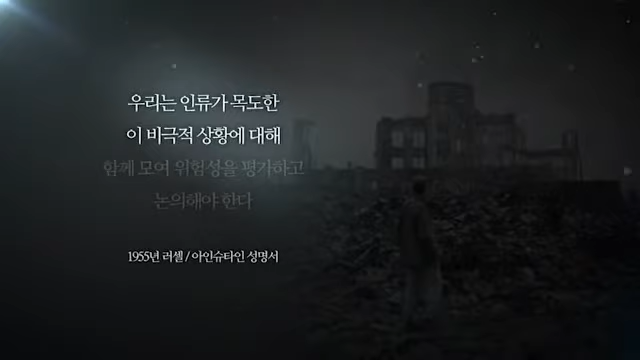 우리는 인류가 목도한
이 비극적 상황에 대해
함께 모여 위험성을 평가하고
논의해야 한다
1955년 러셀 / 아인슈타인 성명서